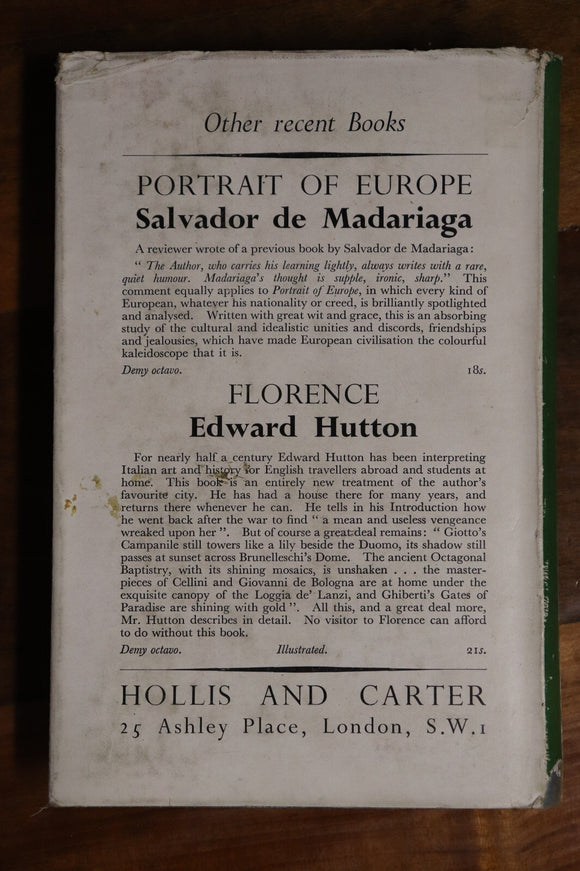 Other recent Books
PORTRAIT OF EUROPE
Salvador de Madariaga
A reviewer wrote of a previous book by Salvador de Madariaga :
“ The Author, who carries his learning lightly, always writes with a rare,
quiet humour. Madariaga's thought is supple, ironic, sharp.” This
comment equally applies to Portrait of Europe, in which every kind of
European, whatever his nationality or creed, is brilliantly spotlighted
and analysed. Written with great wit and grace, this is an absorbing
study of the cultural and idealistic unities and discords, friendships
and jealousies, which have made European civilisation the colourful
kaleidoscope that it is.
Demy octavo. 18s.
FLORENCE
Edward Hutton
For nearly half a century Edward Hutton has been interpreting
Italian art and history for English travellers abroad and students at
home. This book is an entirely new treatment of the author's
favourite city. He has had a house there for many years, and
returns there whenever he can. He tells in his Introduction how
he went back after the war to find “ a mean and useless vengeance
wreaked upon her ”. But of course a great deal remains : “ Giotto's
Campanile still towers like a lily beside the Duomo, its shadow still
passes at sunset across Brunelleschi's Dome. The ancient Octagonal
Baptistry, with its shining mosaics, is unshaken . . . the master-
pieces of Cellini and Giovanni de Bologna are at home under the
exquisite canopy of the Loggia de' Lanzi, and Ghiberti's Gates of
Paradise are shining with gold ”. All this, and a great deal more,
Mr. Hutton describes in detail. No visitor to Florence can afford
to do without this book.
Demy octavo. Illustrated. 21s.
HOLLIS AND CARTER
25 Ashley Place, London, S.W.1